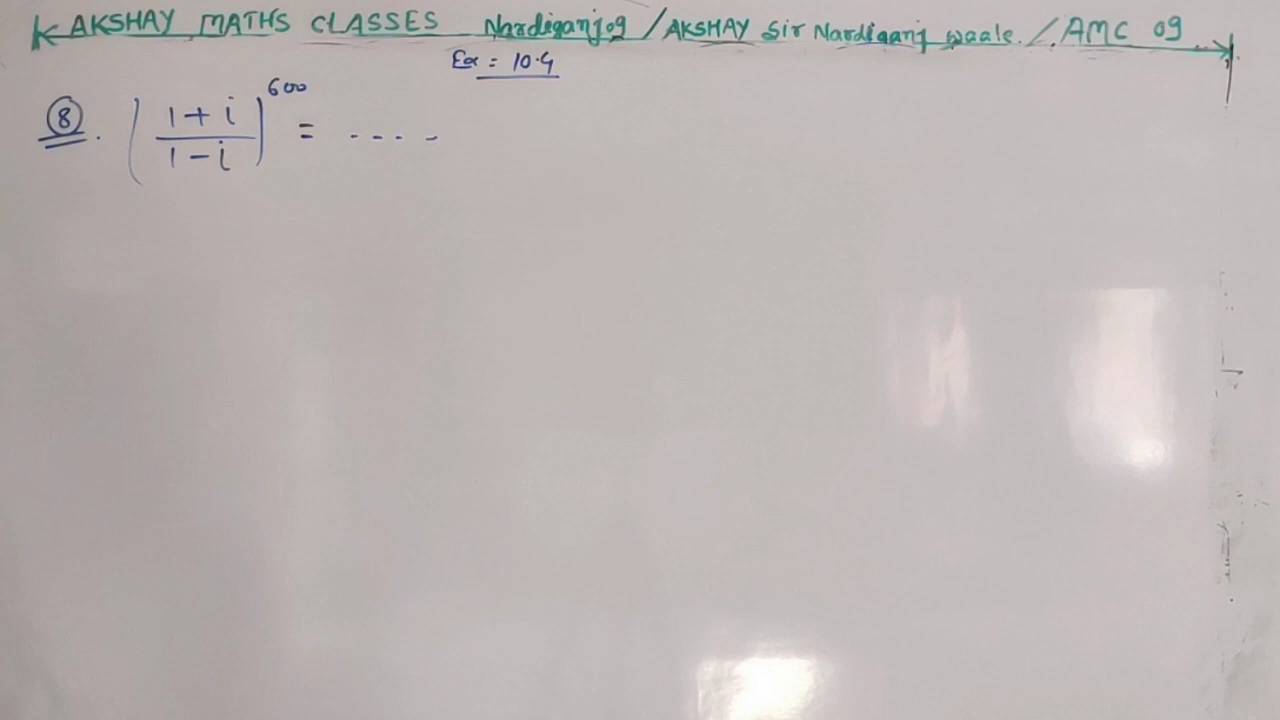 AKSHAY MATHS CLASSES Nardiganj09 / AKSHAY Sir Nardiganj waale. / AMC 09
Ex = 10.4
8. ((1+i)/(1-i))^600 = ....